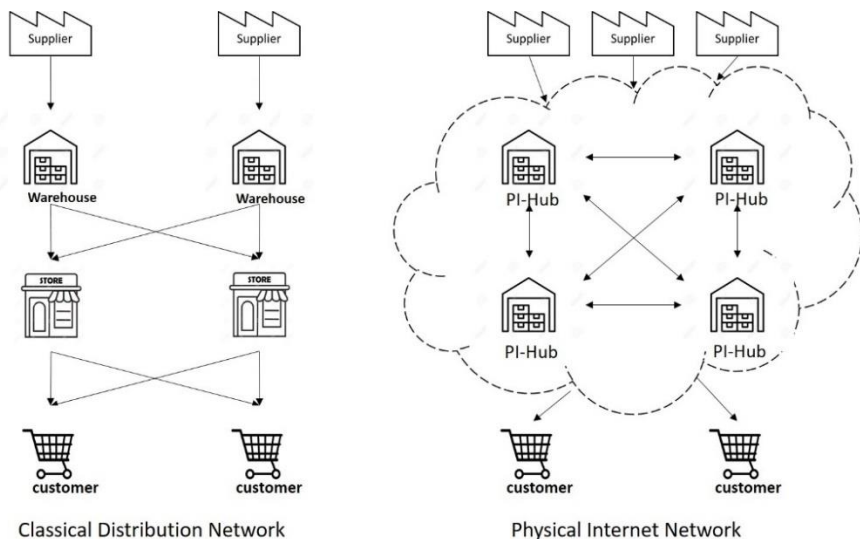 Supplier
Supplier
Warehouse
Warehouse
STORE
STORE
customer
customer
Classical Distribution Network
Supplier
Supplier
Supplier
PI-Hub
PI-Hub
PI-Hub
PI-Hub
customer
customer
Physical Internet Network